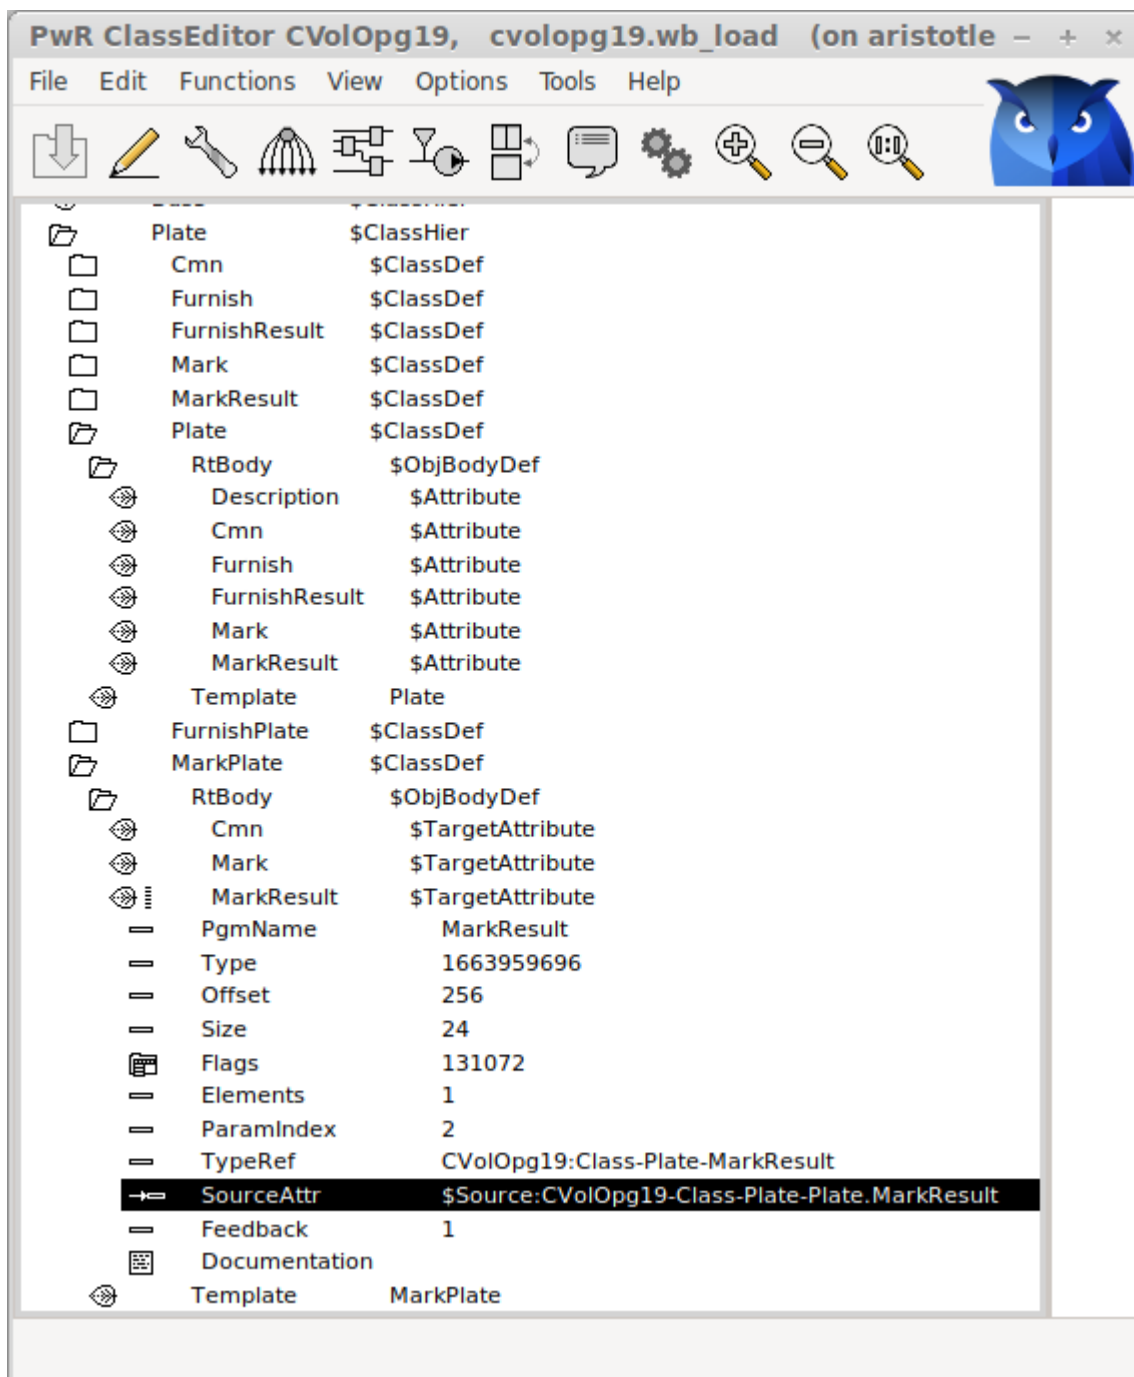 PwR ClassEditor CVolOpg19, cvolopg19.wb_load (on aristotle
File Edit Functions View Options Tools Help
Plate $ClassHier
Cmn $ClassDef
Furnish $ClassDef
FurnishResult $ClassDef
Mark $ClassDef
MarkResult $ClassDef
Plate $ClassDef
RtBody $ObjBodyDef
Description $Attribute
Cmn $Attribute
Furnish $Attribute
FurnishResult $Attribute
Mark $Attribute
MarkResult $Attribute
Template Plate
FurnishPlate $ClassDef
MarkPlate $ClassDef
RtBody $ObjBodyDef
Cmn $TargetAttribute
Mark $TargetAttribute
MarkResult $TargetAttribute
PgmName MarkResult
Type 1663959696
Offset 256
Size 24
Flags 131072
Elements 1
ParamIndex 2
TypeRef CVolOpg19:Class-Plate-MarkResult
SourceAttr $Source:CVolOpg19-Class-Plate-Plate.MarkResult
Feedback 1
Documentation
Template MarkPlate